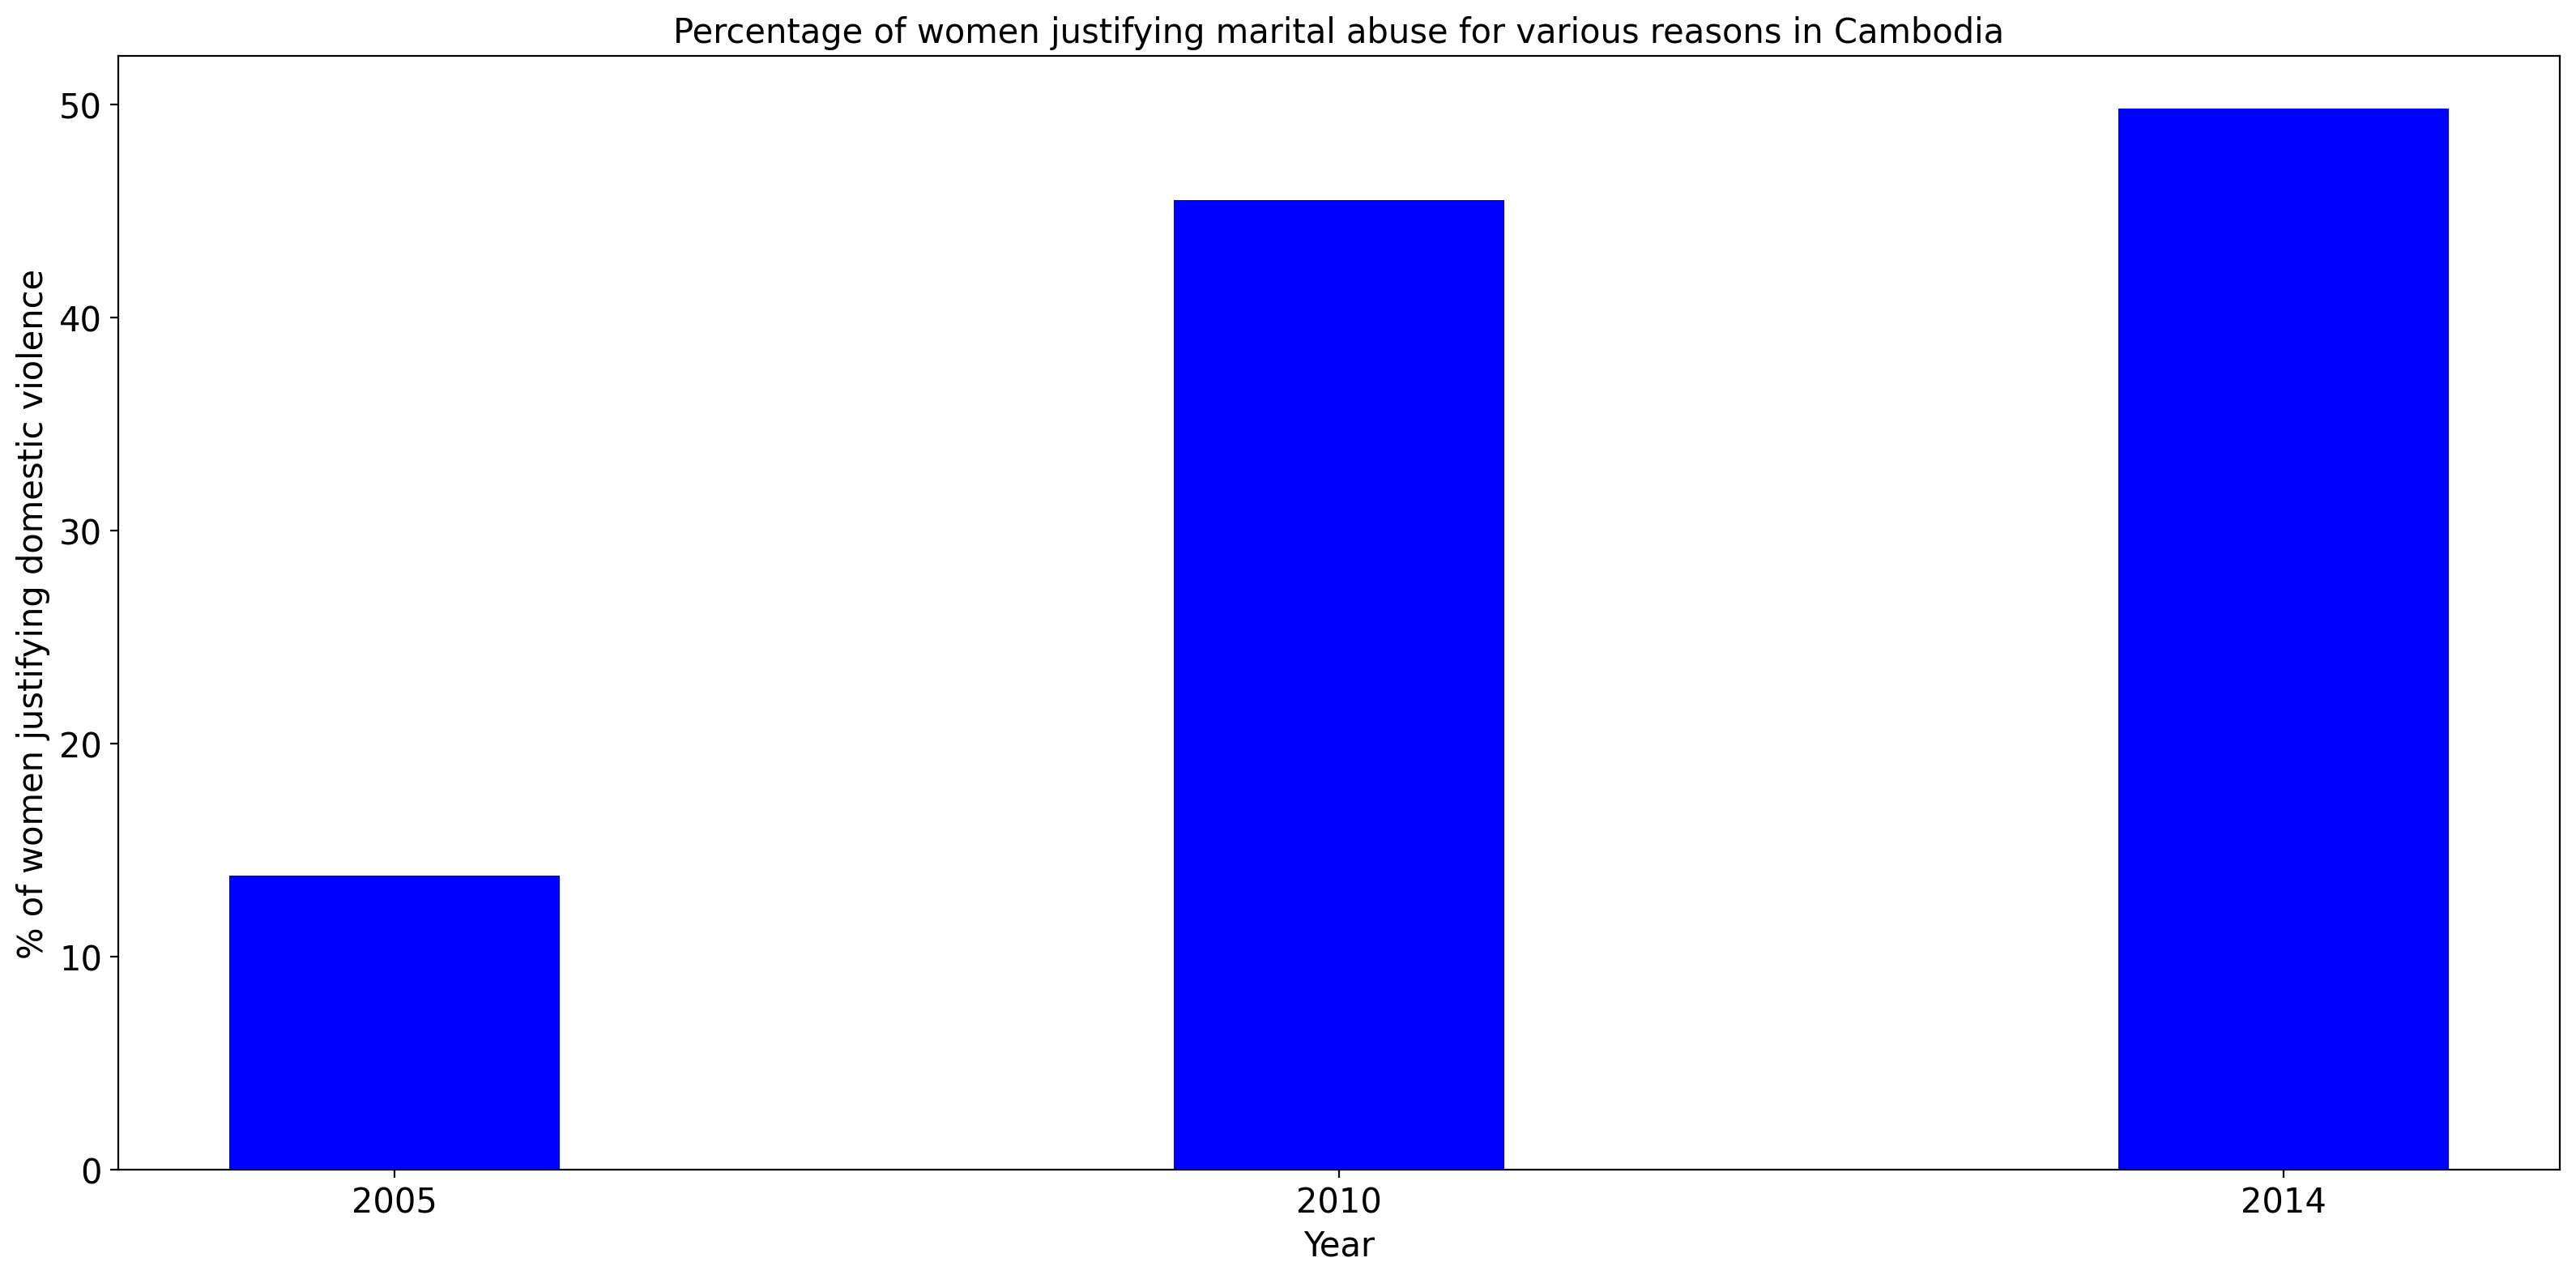 Percentage of women justifying marital abuse for various reasons in Cambodia
% of women justifying domestic violence
50
40
30
20
10
0
2005 2010 2014
Year